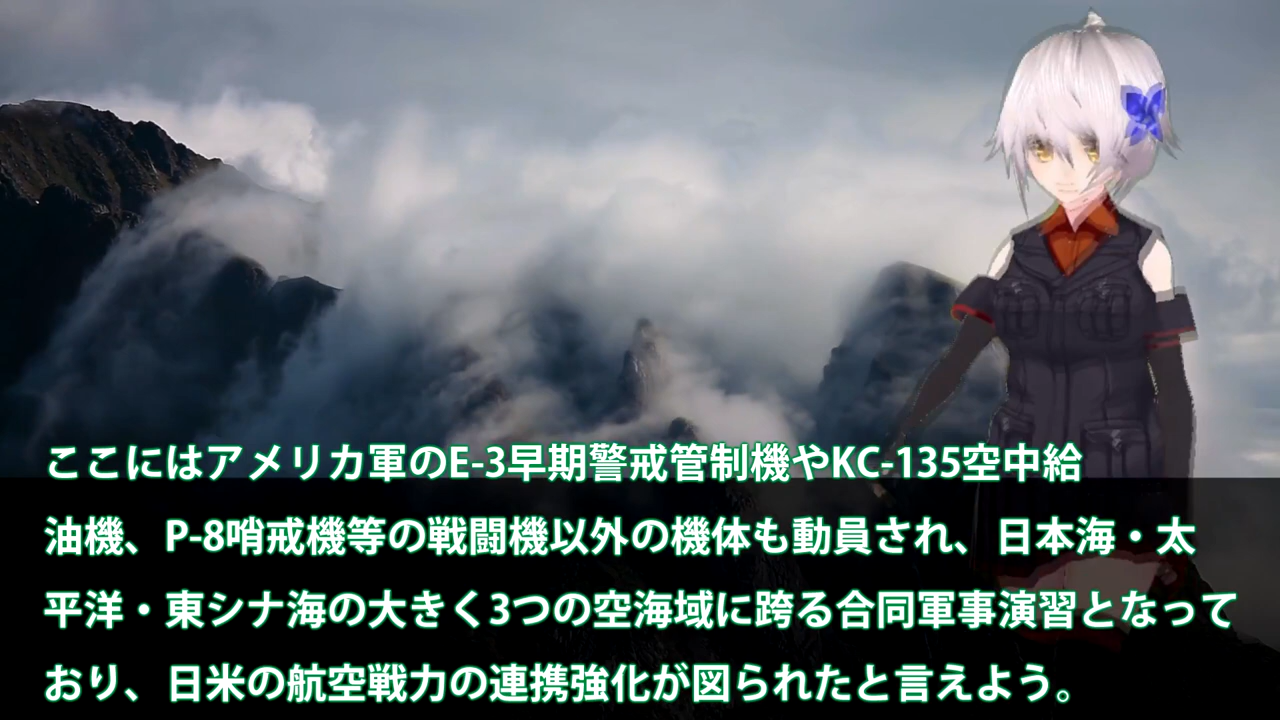 ここにはアメリカ軍のE-3早期警戒管制機やKC-135空中給
油機、P-8哨戒機等の戦闘機以外の機体も動員され、日本海・太
平洋・東シナ海の大きく3つの空海域に跨る合同軍事演習となって
おり、日米の航空戦力の連携強化が図られたと言えよう。